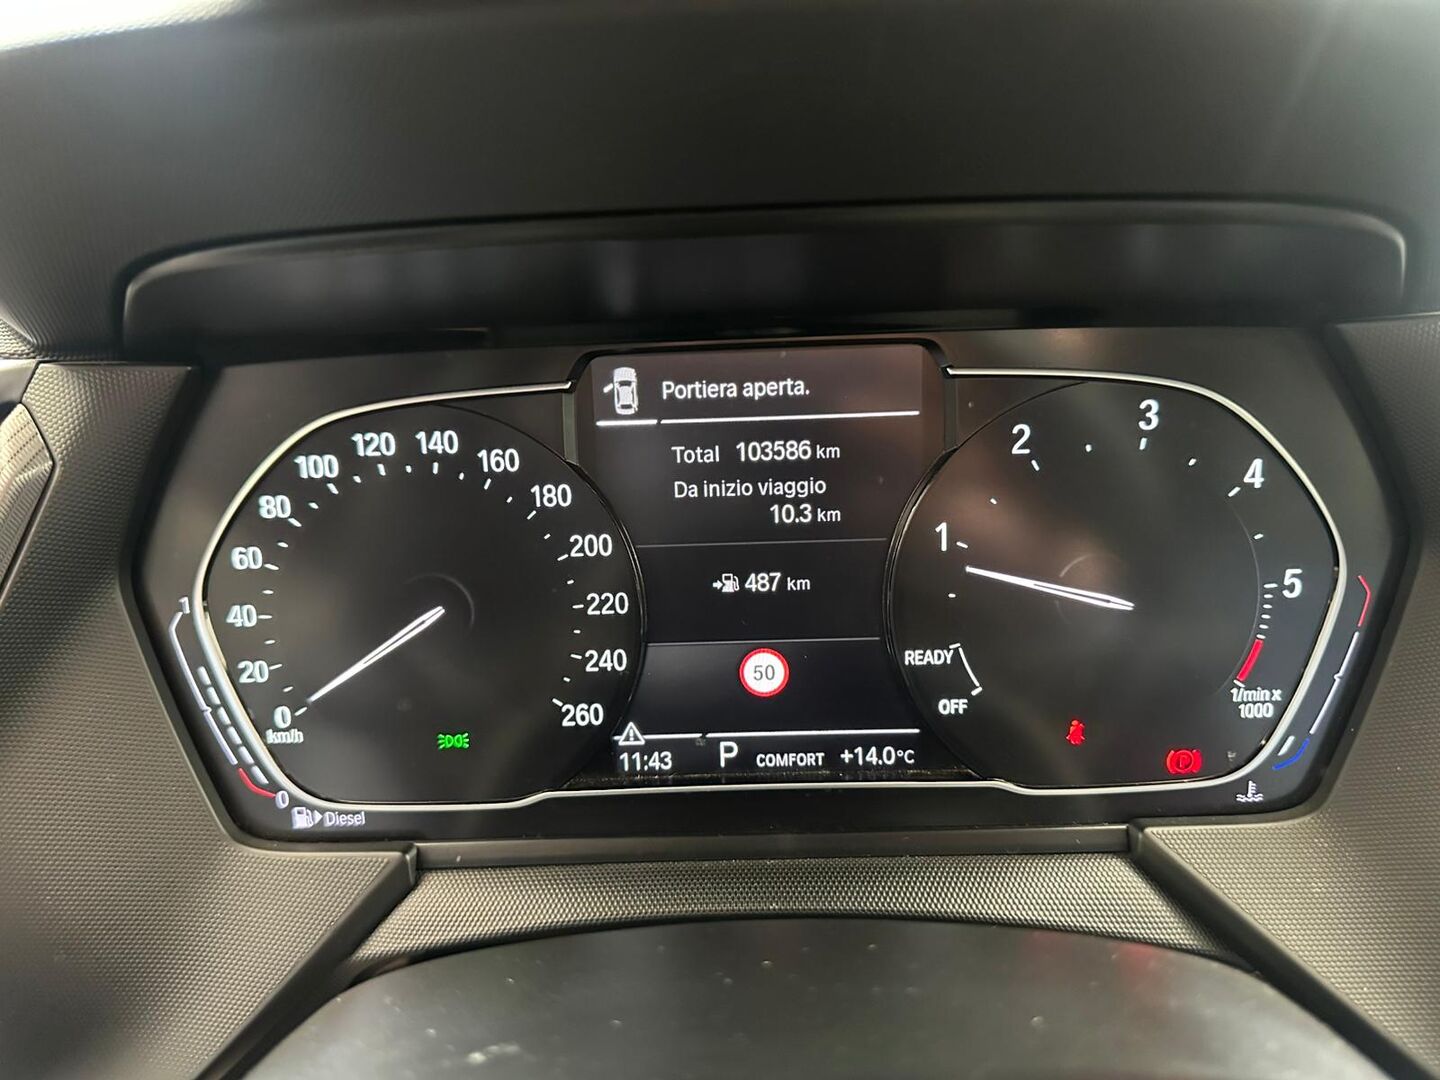 Portiera aperta.
Total 103586 km
Da inizio viaggio
10.3 km
487 km
50
11:43 P COMFORT +14.0°C
0
20
40
60
80
100
120
140
160
180
200
220
240
260
km/h
1
0
Diesel
OFF
READY
1
2
3
4
5
1/min x
1000
P